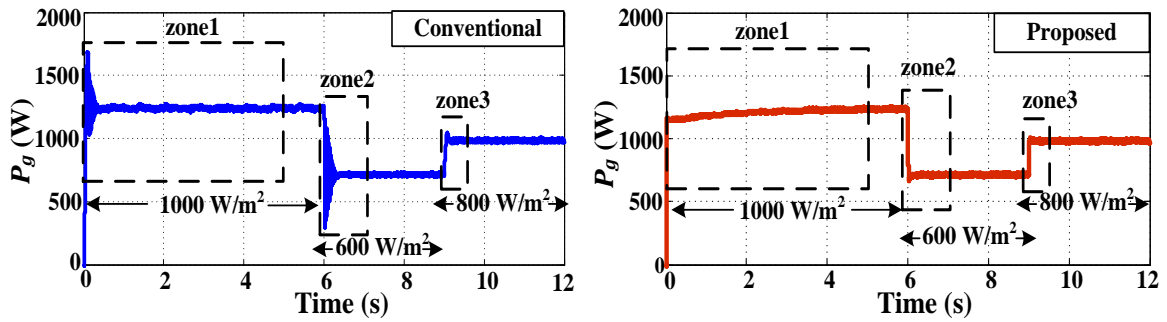 Conventional
zone1
zone2
zone3
2000
1500
1000
500
0
P_g (W)
1000 W/m²
600 W/m²
800 W/m²
0 2 4 6 8 10 12
Time (s)
Proposed
zone1
zone2
zone3
2000
1500
1000
500
0
P_g (W)
1000 W/m²
600 W/m²
800 W/m²
0 2 4 6 8 10 12
Time (s)